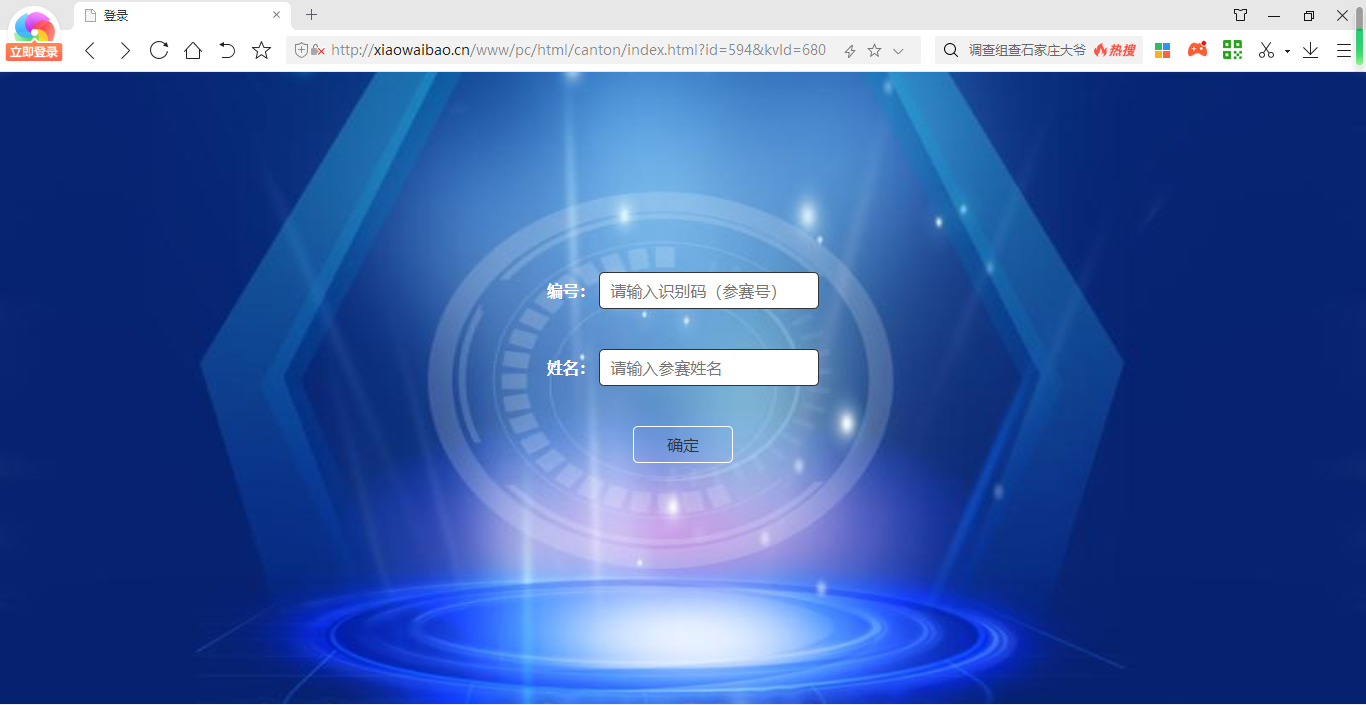 登录
立即登录
http://xiaowaibao.cn/www/pc/html/canton/index.html?id=594&kvId=680
调查组查石家庄大爷 热搜
编号: 请输入识别码（参赛号）
姓名: 请输入参赛姓名
确定